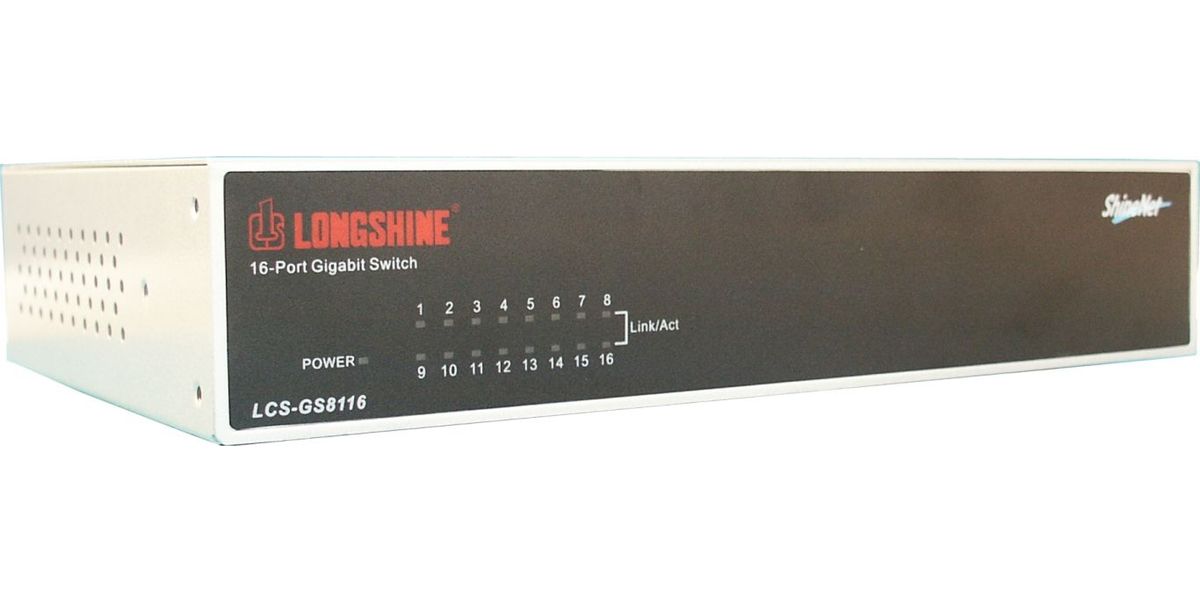 LONGSHINE®
ShineNet
16-Port Gigabit Switch
1 2 3 4 5 6 7 8
Link/Act
POWER
9 10 11 12 13 14 15 16
LCS-GS8116